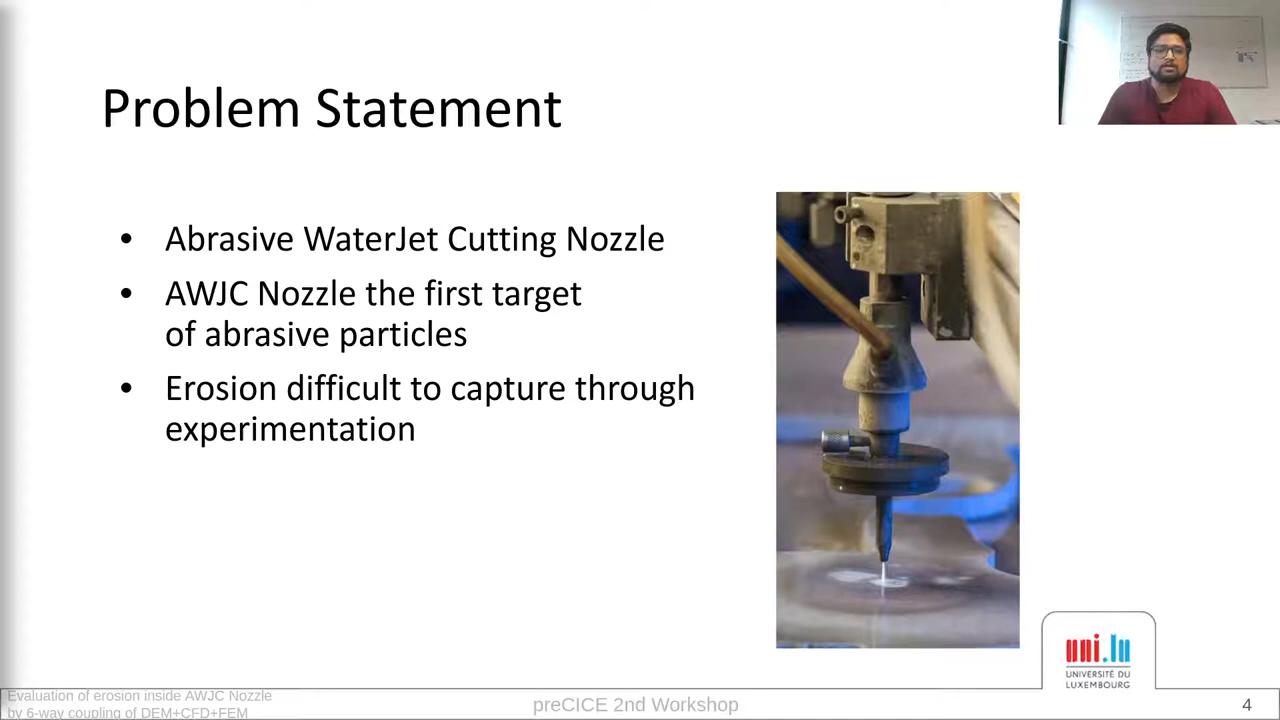 Problem Statement
• Abrasive WaterJet Cutting Nozzle
• AWJC Nozzle the first target
of abrasive particles
• Erosion difficult to capture through
experimentation
uni.lu
UNIVERSITÉ DU
LUXEMBOURG
Evaluation of erosion inside AWJC Nozzle
by 6-way coupling of DEM+CFD+FEM
preCICE 2nd Workshop
4